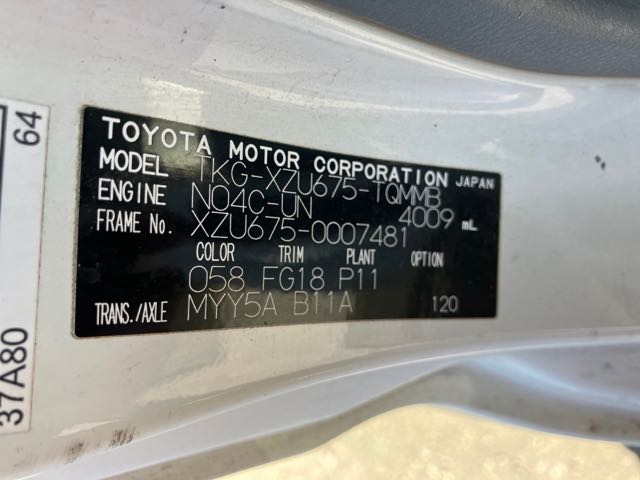 TOYOTA MOTOR CORPORATION JAPAN
MODEL TKG-XZU675-TQMMB
ENGINE N04C-UN 4009 mL
FRAME No. XZU675-0007481
COLOR TRIM PLANT OPTION
058 FG18 P11
TRANS./AXLE MYY5A B11A 120
64
37A80